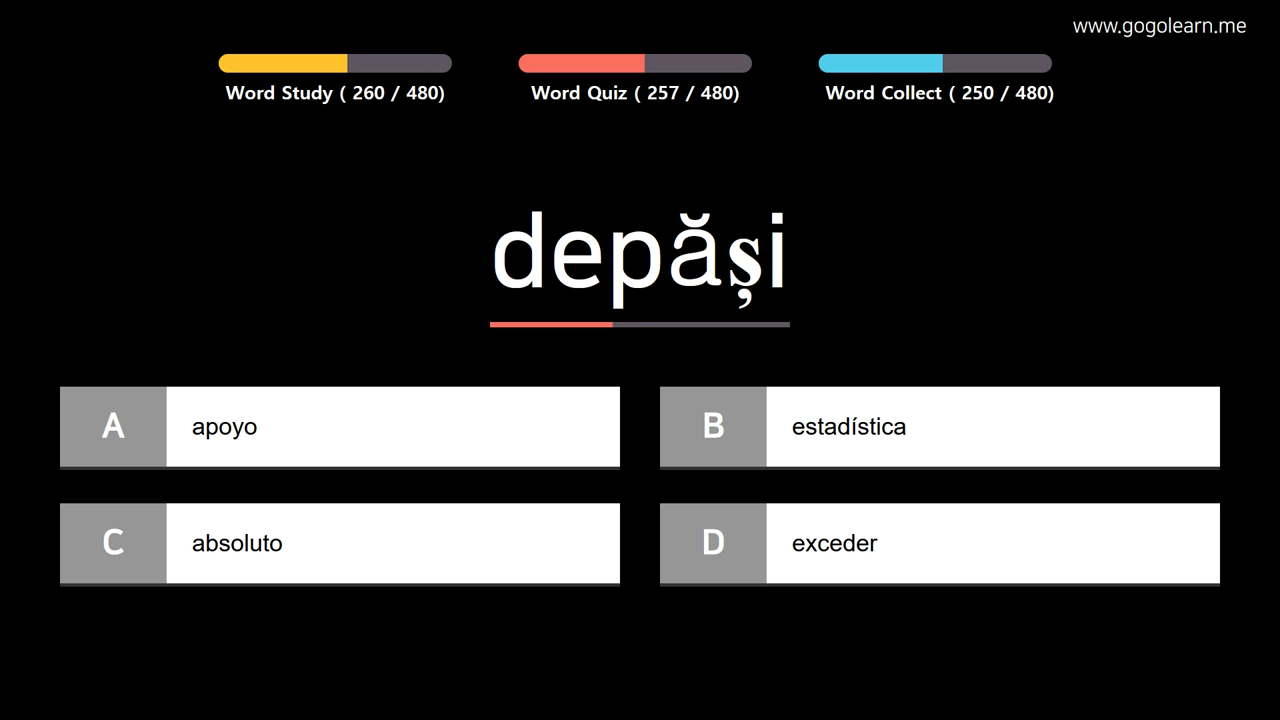 www.gogolearn.me
Word Study ( 260 / 480)
Word Quiz ( 257 / 480)
Word Collect ( 250 / 480)
depăși
A apoyo
B estadística
C absoluto
D exceder